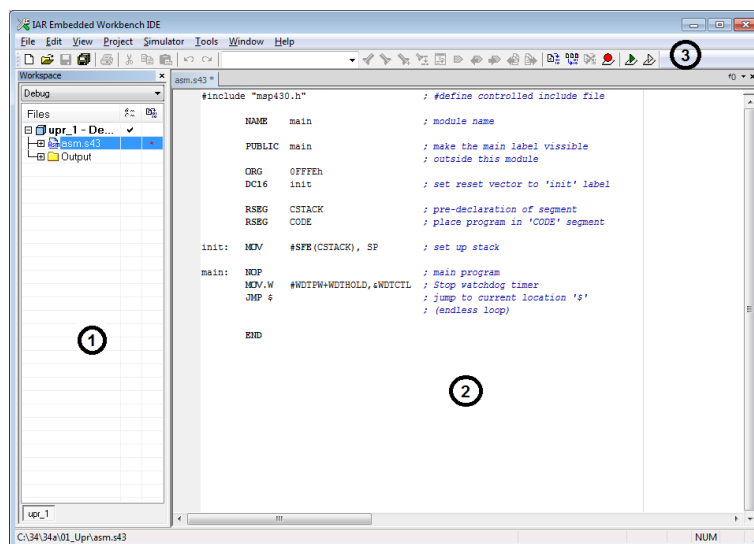 IAR Embedded Workbench IDE
File Edit View Project Simulator Tools Window Help
3
Workspace
asm.s43 *
f0
Debug
Files
upr_1 - De...
asm.s43
Output
#include "msp430.h" ; #define controlled include file
NAME main ; module name
PUBLIC main ; make the main label vissible
; outside this module
ORG 0FFFEh
DC16 init ; set reset vector to 'init' label
RSEG CSTACK ; pre-declaration of segment
RSEG CODE ; place program in 'CODE' segment
init: MOV #SFE(CSTACK), SP ; set up stack
main: NOP ; main program
MOV.W #WDTPW+WDTHOLD,&WDTCTL ; Stop watchdog timer
JMP $ ; jump to current location '$'
; (endless loop)
END
1
2
upr_1
C:\34\34a\01_Upr\asm.s43
NUM